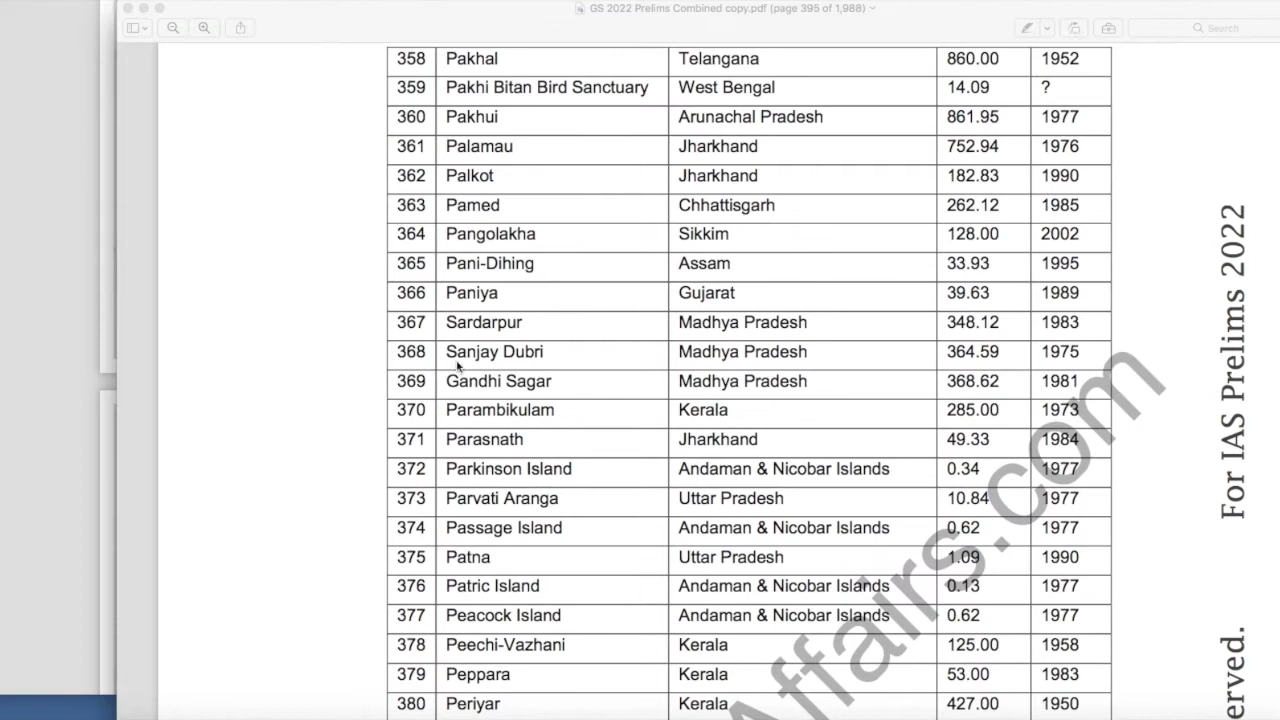 GS 2022 Prelims Combined copy.pdf (page 395 of 1,988)
Search
358 Pakhal Telangana 860.00 1952
359 Pakhi Bitan Bird Sanctuary West Bengal 14.09 ?
360 Pakhui Arunachal Pradesh 861.95 1977
361 Palamau Jharkhand 752.94 1976
362 Palkot Jharkhand 182.83 1990
363 Pamed Chhattisgarh 262.12 1985
364 Pangolakha Sikkim 128.00 2002
365 Pani-Dihing Assam 33.93 1995
366 Paniya Gujarat 39.63 1989
367 Sardarpur Madhya Pradesh 348.12 1983
368 Sanjay Dubri Madhya Pradesh 364.59 1975
369 Gandhi Sagar Madhya Pradesh 368.62 1981
370 Parambikulam Kerala 285.00 1973
371 Parasnath Jharkhand 49.33 1984
372 Parkinson Island Andaman & Nicobar Islands 0.34 1977
373 Parvati Aranga Uttar Pradesh 10.84 1977
374 Passage Island Andaman & Nicobar Islands 0.62 1977
375 Patna Uttar Pradesh 1.09 1990
376 Patric Island Andaman & Nicobar Islands 0.13 1977
377 Peacock Island Andaman & Nicobar Islands 0.62 1977
378 Peechi-Vazhani Kerala 125.00 1958
379 Peppara Kerala 53.00 1983
380 Periyar Kerala 427.00 1950
Affairs.com
For IAS Prelims 2022
erved.